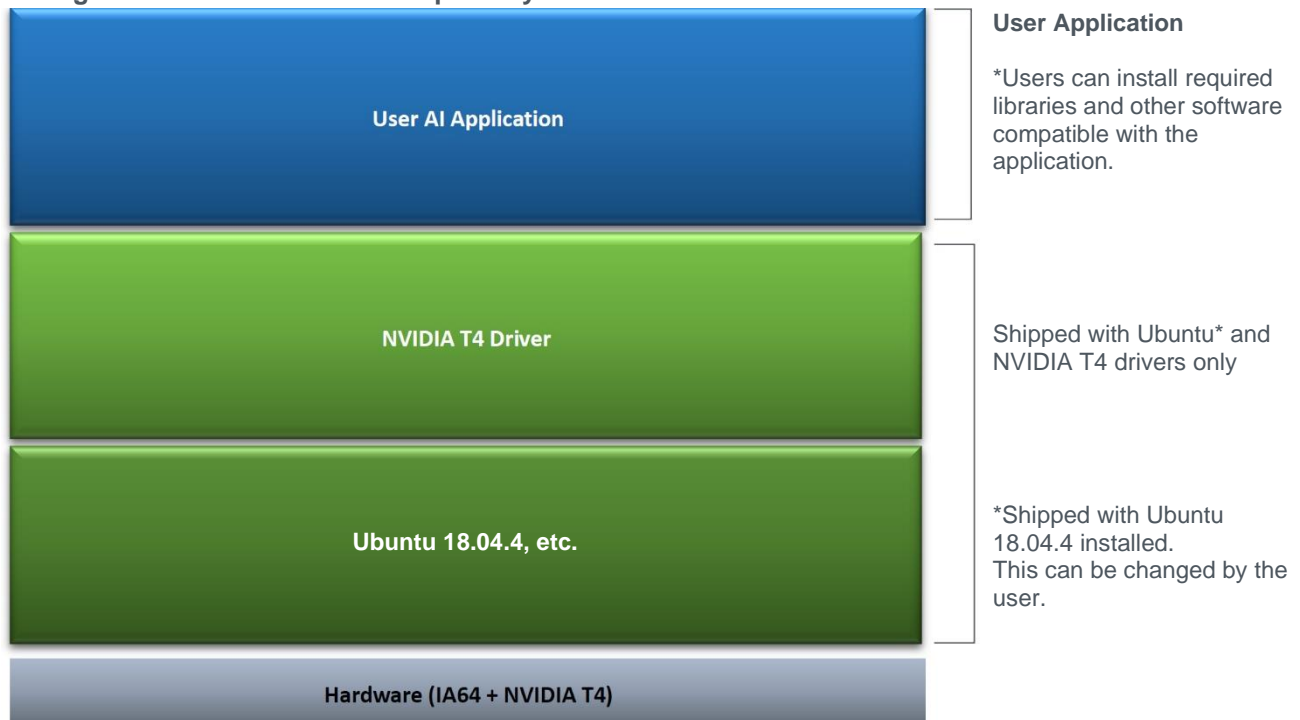 User Application
*Users can install required
libraries and other software
compatible with the
application.
User AI Application
NVIDIA T4 Driver
Shipped with Ubuntu* and
NVIDIA T4 drivers only
Ubuntu 18.04.4, etc.
*Shipped with Ubuntu
18.04.4 installed.
This can be changed by the
user.
Hardware (IA64 + NVIDIA T4)